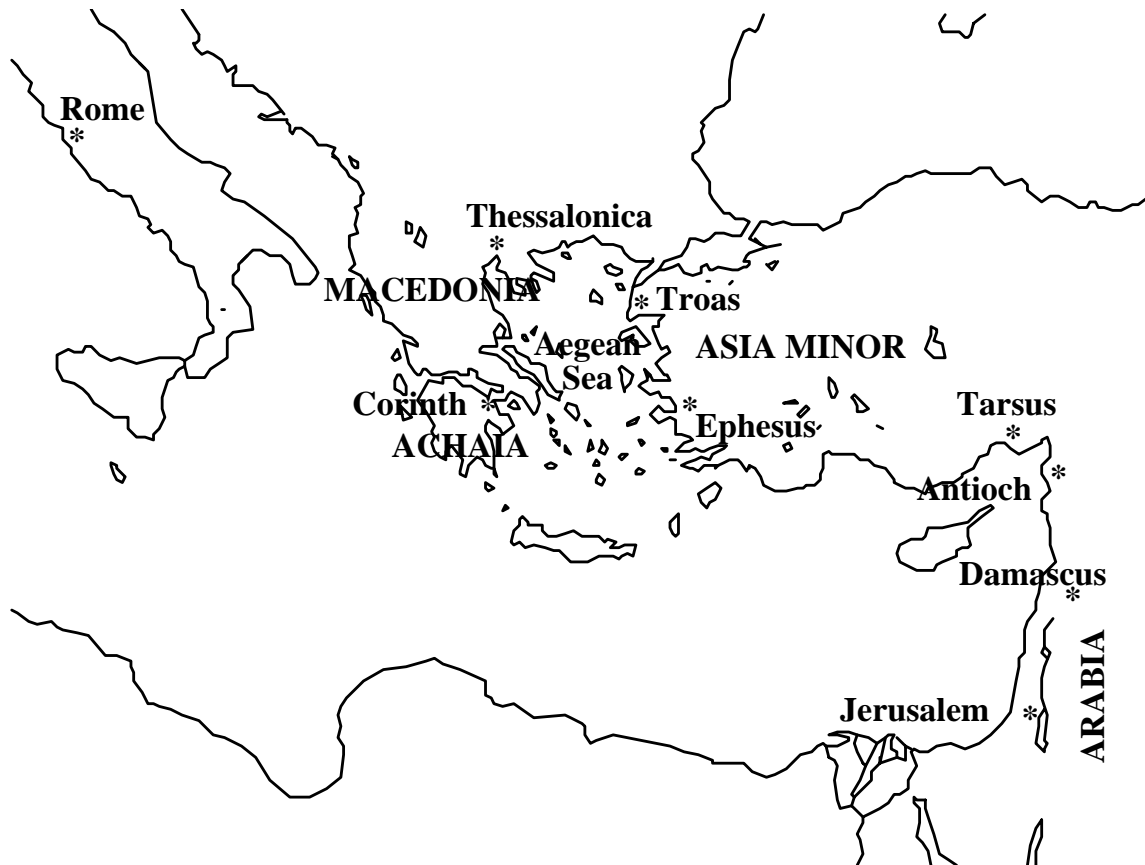 Rome
*
Thessalonica
*
MACEDONIA
* Troas
Aegean
Sea
ASIA MINOR
Corinth *
*
Ephesus
Tarsus
*
ACHAIA
*
Antioch
Damascus
*
ARABIA
Jerusalem *